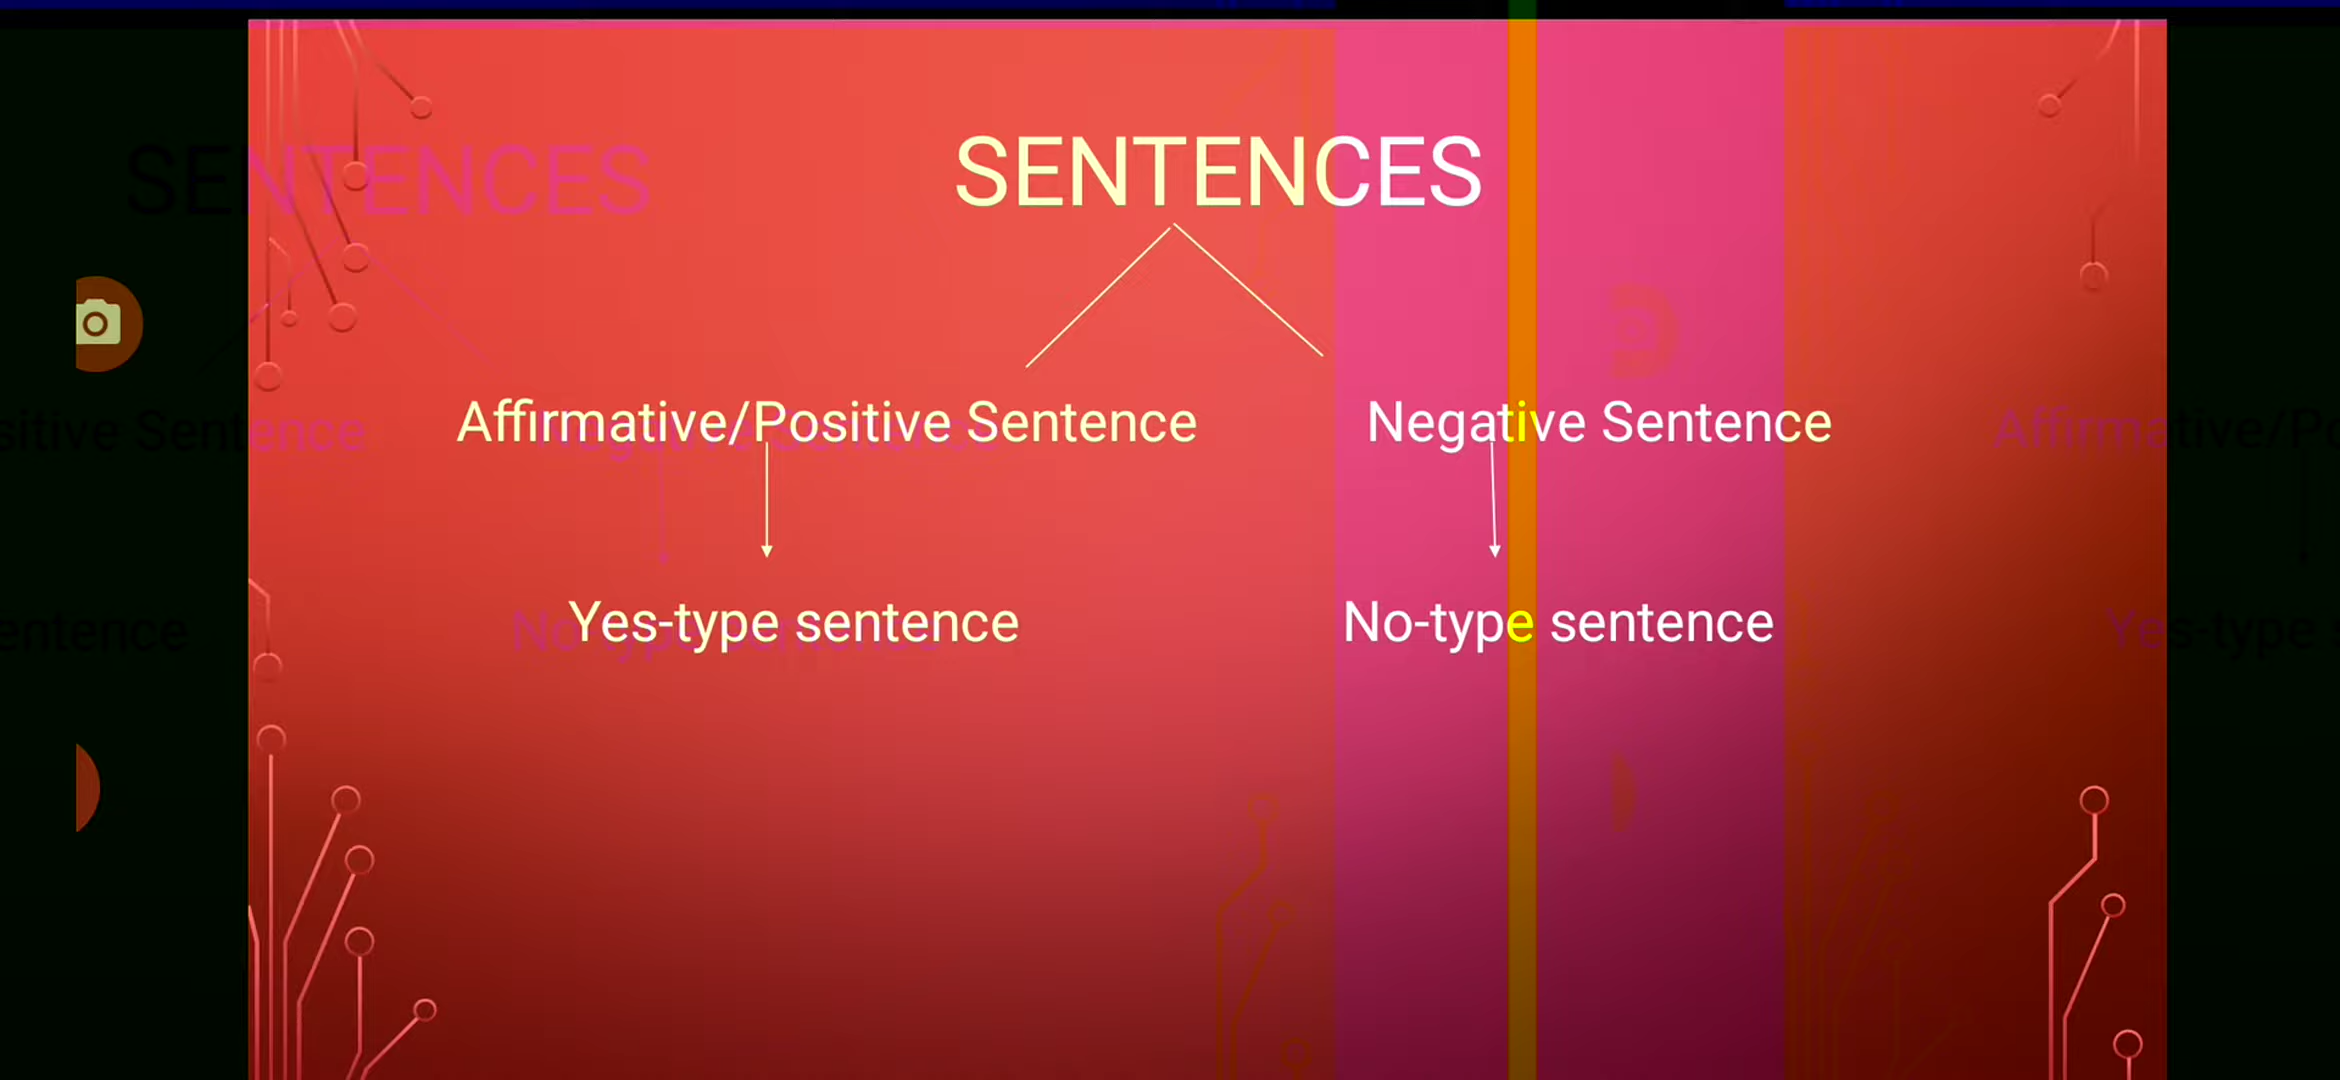 SENTENCES
Affirmative/Positive Sentence
Negative Sentence
Yes-type sentence
No-type sentence